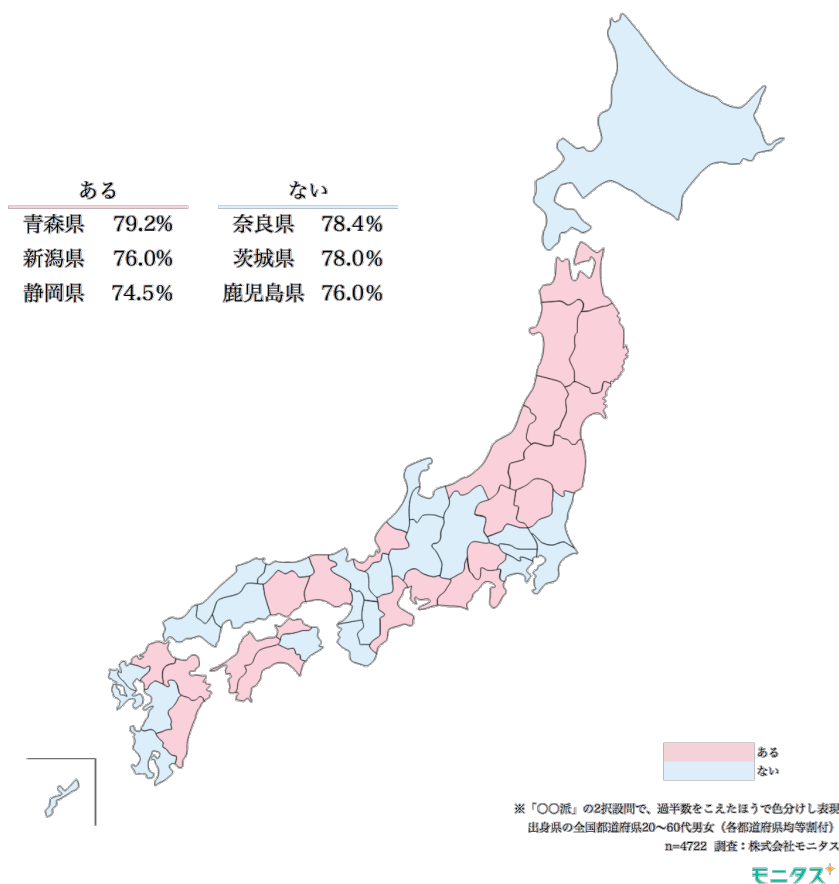 ある ない
青森県 79.2% 奈良県 78.4%
新潟県 76.0% 茨城県 78.0%
静岡県 74.5% 鹿児島県 76.0%
ある
ない
※「〇〇派」の2択設問で、過半数をこえたほうで色分けし表現
出身県の全国都道府県20〜60代男女（各都道府県均等割付）
n=4722 調査：株式会社モニタス
モニタス